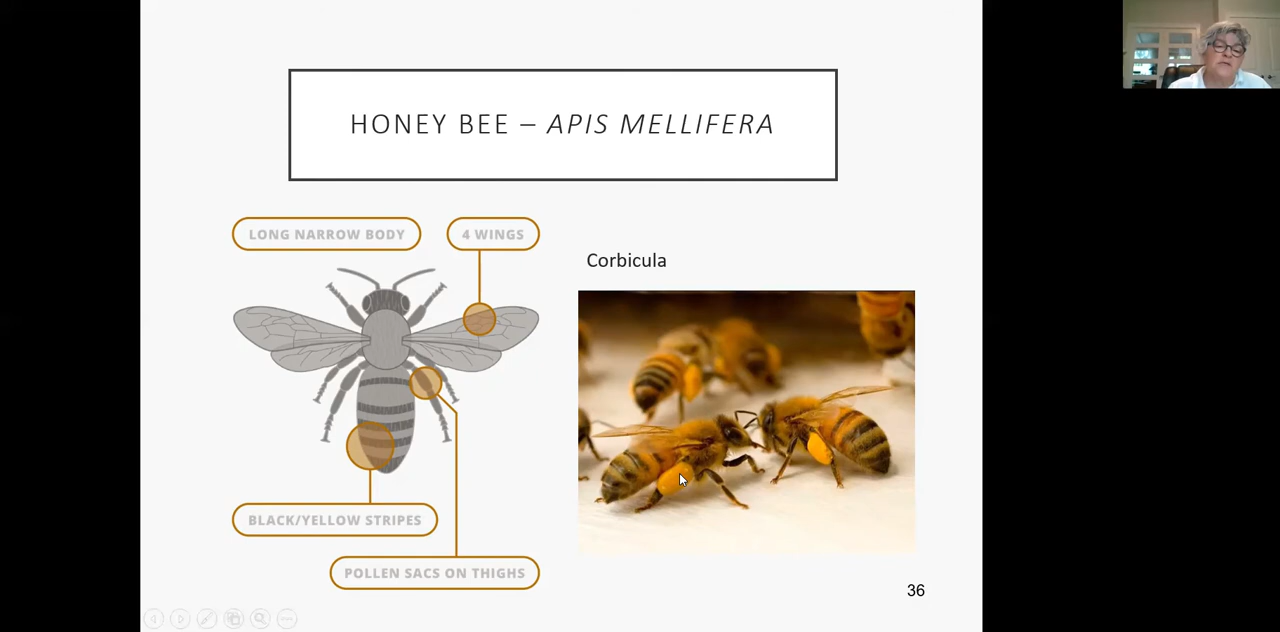 HONEY BEE – APIS MELLIFERA
LONG NARROW BODY
4 WINGS
Corbicula
BLACK/YELLOW STRIPES
POLLEN SACS ON THIGHS
36